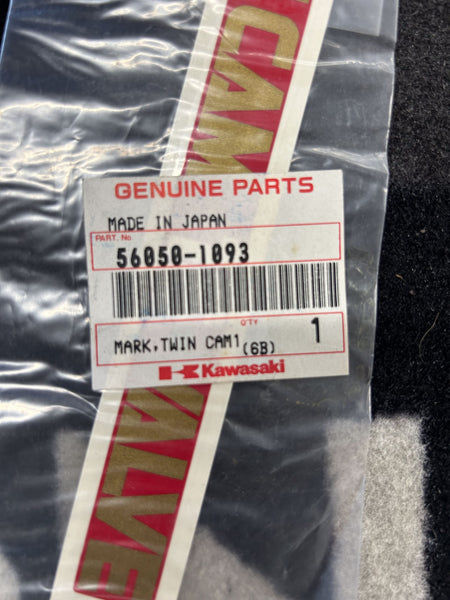 CAM
GENUINE PARTS
MADE IN JAPAN
PART. No.
56050-1093
Q'TY
MARK,TWIN CAM1 (6B) 1
Kawasaki
VALVE